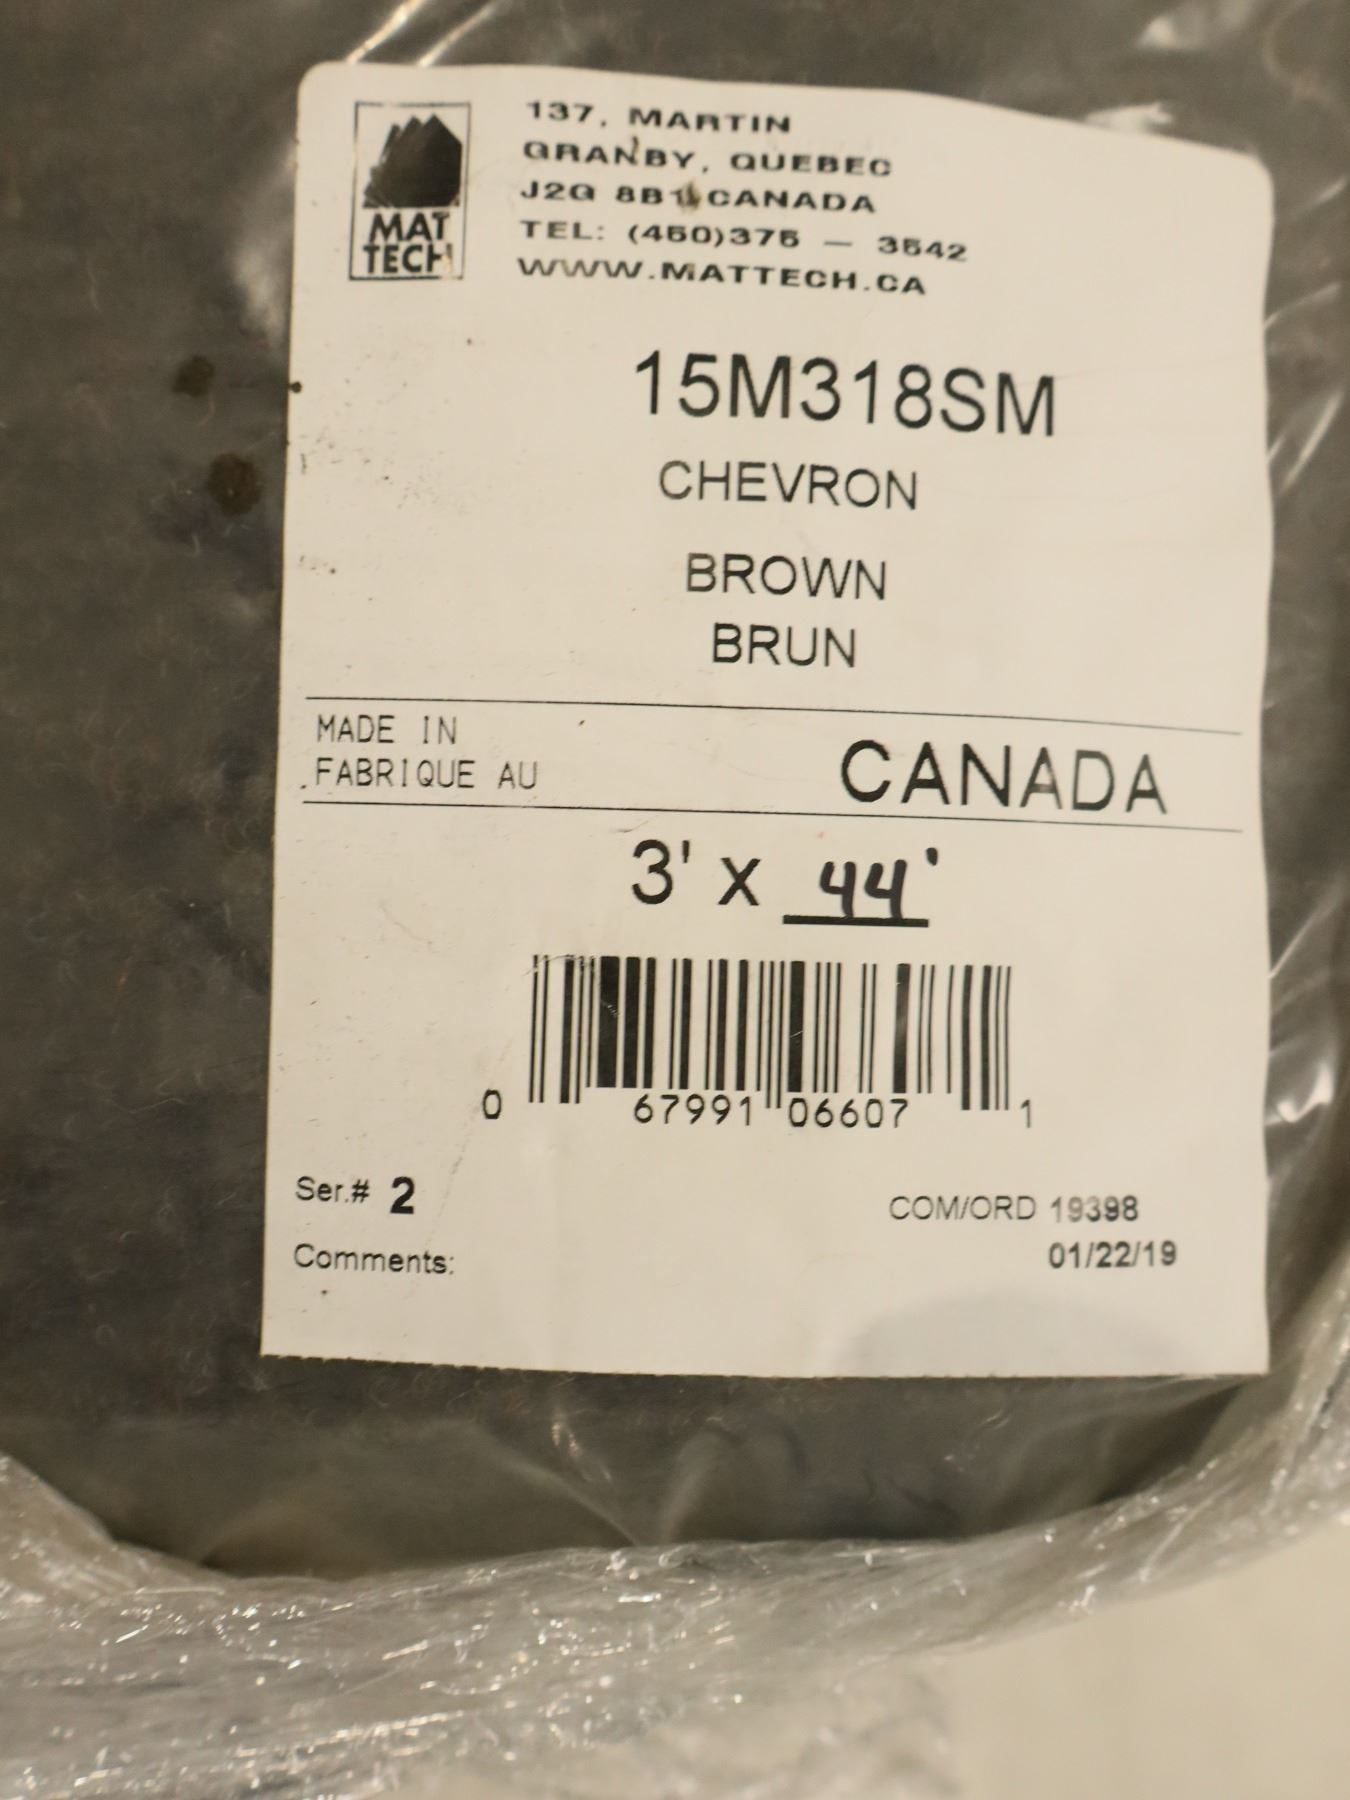 MAT
TECH
137, MARTIN
GRANBY, QUEBEC
J2G 8B1 CANADA
TEL: (450)375 — 3542
WWW.MATTECH.CA
15M318SM
CHEVRON
BROWN
BRUN
MADE IN
FABRIQUE AU
CANADA
3' x 44'
0 67991 06607 1
Ser.# 2
COM/ORD 19398
Comments:
01/22/19